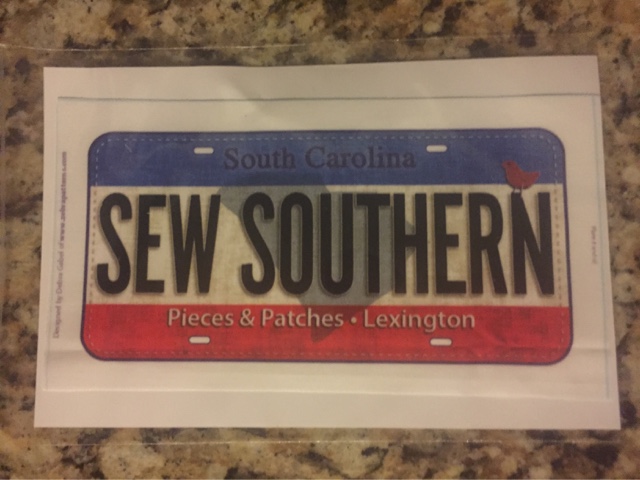 South Carolina
SEW SOUTHERN
Pieces & Patches • Lexington